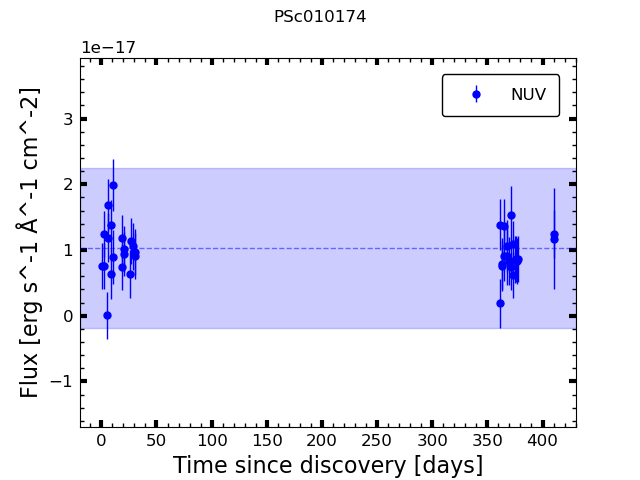 PSc010174
1e−17
NUV
3
2
1
0
−1
Flux [erg s^-1 Å^-1 cm^-2]
0 50 100 150 200 250 300 350 400
Time since discovery [days]